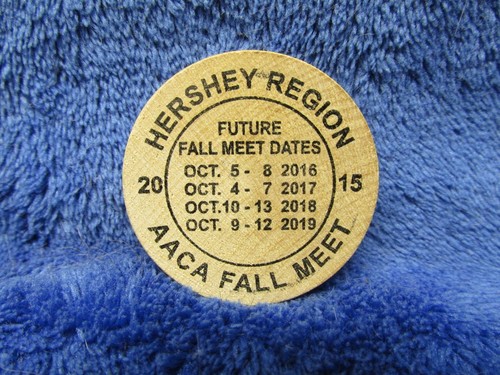 HERSHEY REGION
FUTURE
FALL MEET DATES
OCT. 5 - 8 2016
OCT. 4 - 7 2017
OCT.10 - 13 2018
OCT. 9 - 12 2019
20 15
AACA FALL MEET